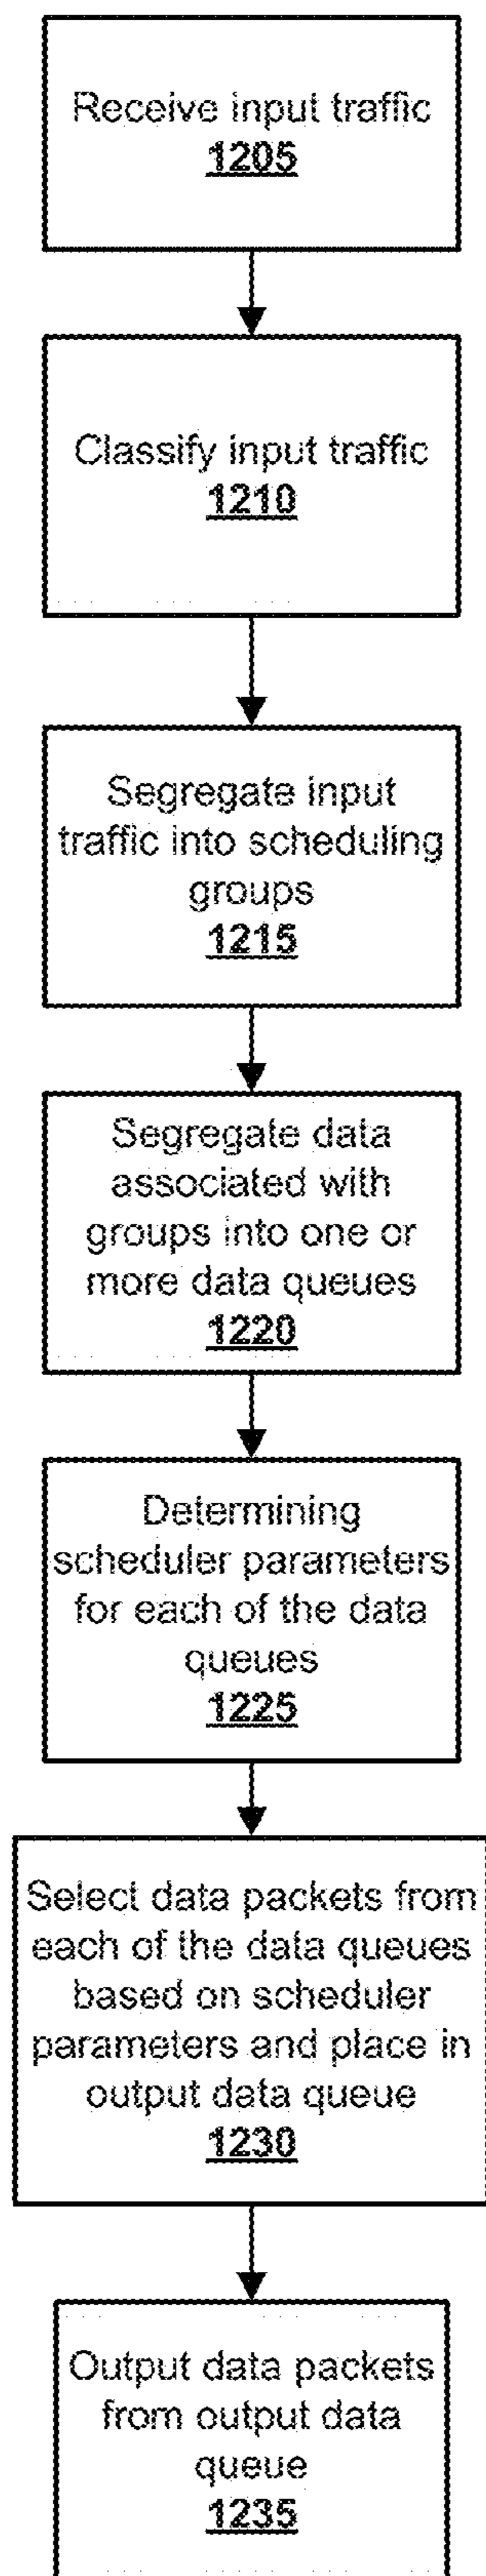 Receive input traffic
1205
Classify input traffic
1210
Segregate input
traffic into scheduling
groups
1215
Segregate data
associated with
groups into one or
more data queues
1220
Determining
scheduler parameters
for each of the data
queues
1225
Select data packets from
each of the data queues
based on scheduler
parameters and place in
output data queue
1230
Output data packets
from output data
queue
1235